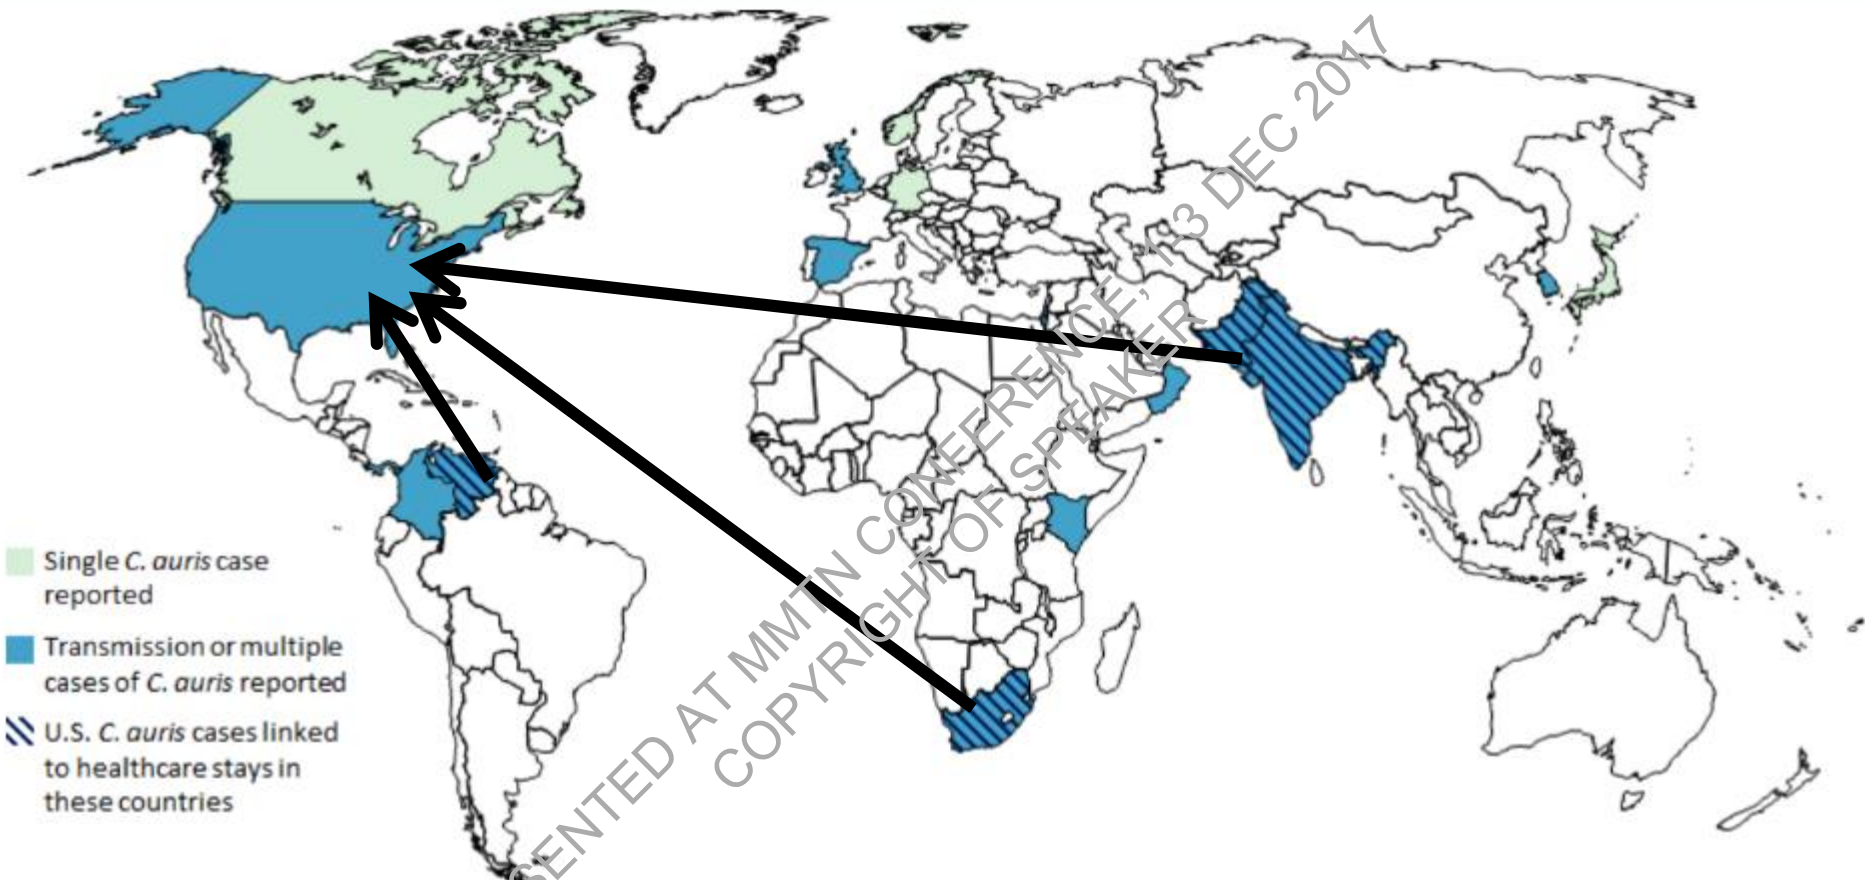 Single C. auris case
reported
Transmission or multiple
cases of C. auris reported
U.S. C. auris cases linked
to healthcare stays in
these countries
SENTED AT MMTN CONFERENCE, 13 DEC 2017
COPYRIGHT OF SPEAKER